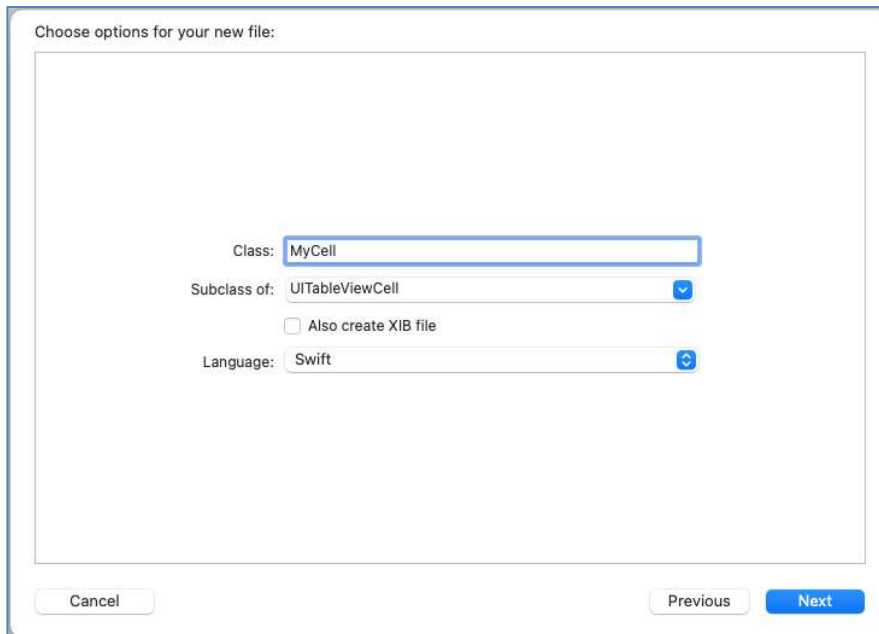 Choose options for your new file:
Class: MyCell
Subclass of: UITableViewCell
Also create XIB file
Language: Swift
Cancel Previous Next